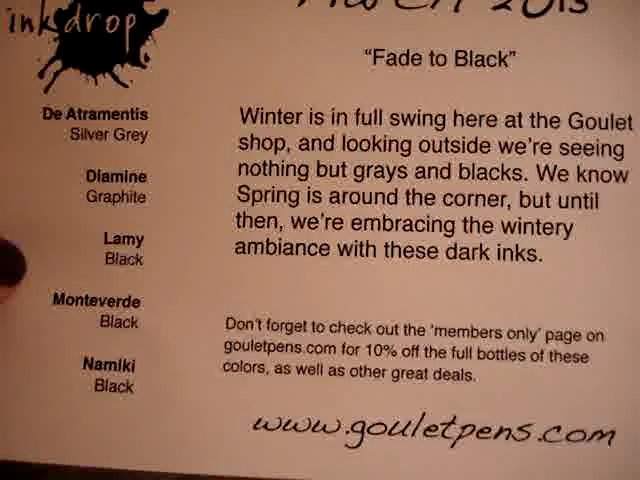 ink drop
March 2013
"Fade to Black"
De Atramentis
Silver Grey
Diamine
Graphite
Lamy
Black
Monteverde
Black
Namiki
Black
Winter is in full swing here at the Goulet
shop, and looking outside we're seeing
nothing but grays and blacks. We know
Spring is around the corner, but until
then, we're embracing the wintery
ambiance with these dark inks.
Don't forget to check out the 'members only' page on
gouletpens.com for 10% off the full bottles of these
colors, as well as other great deals.
www.gouletpens.com